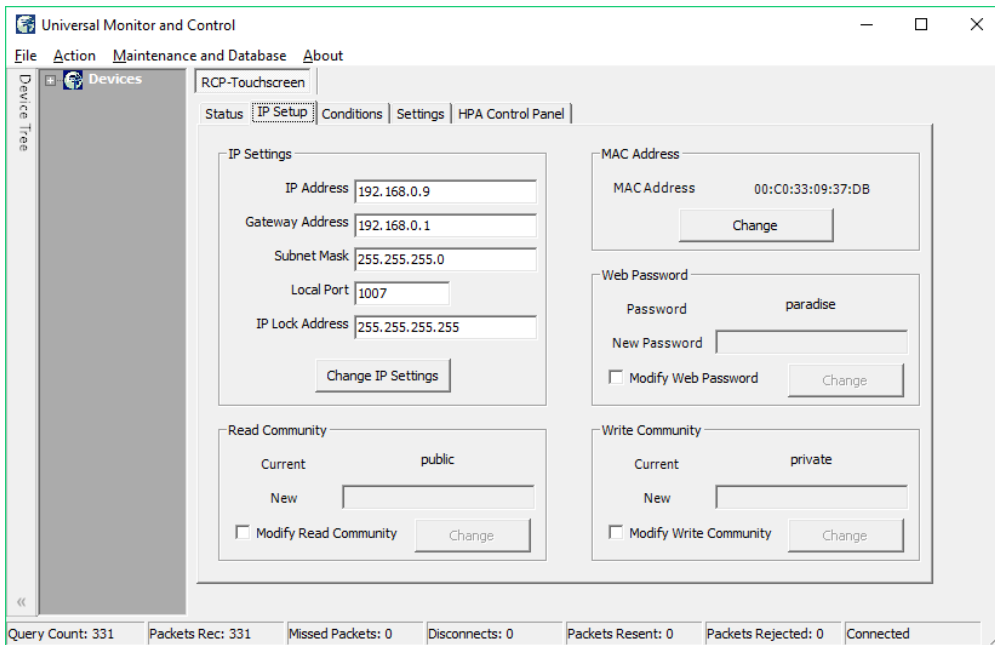 Universal Monitor and Control
File Action Maintenance and Database About
Device Tree
Devices
RCP-Touchscreen
Status IP Setup Conditions Settings HPA Control Panel
IP Settings
IP Address 192.168.0.9
Gateway Address 192.168.0.1
Subnet Mask 255.255.255.0
Local Port 1007
IP Lock Address 255.255.255.255
Change IP Settings
MAC Address
MAC Address 00:C0:33:09:37:DB
Change
Web Password
Password paradise
New Password
Modify Web Password Change
Read Community
Current public
New
Modify Read Community Change
Write Community
Current private
New
Modify Write Community Change
Query Count: 331 Packets Rec: 331 Missed Packets: 0 Disconnects: 0 Packets Resent: 0 Packets Rejected: 0 Connected